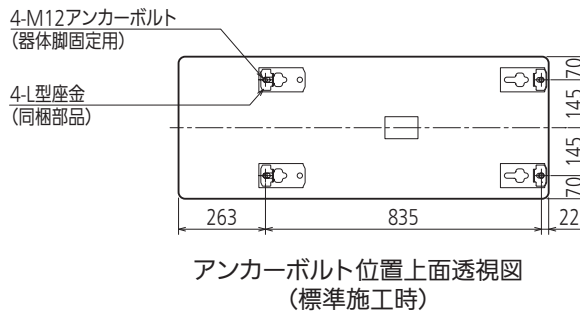 4-M12アンカーボルト
(器体脚固定用)
4-L型座金
(同梱部品)
70
145
145
70
263
835
22
アンカーボルト位置上面透視図
(標準施工時)